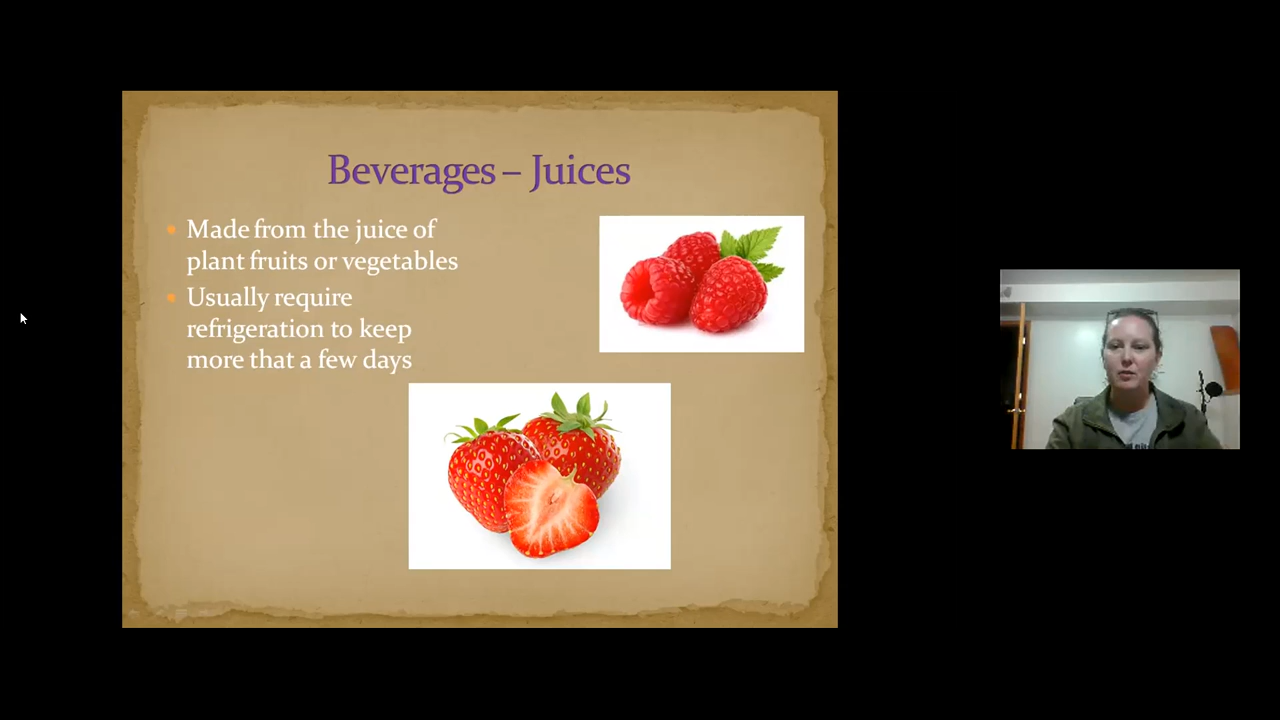 Beverages – Juices
Made from the juice of
plant fruits or vegetables
Usually require
refrigeration to keep
more that a few days